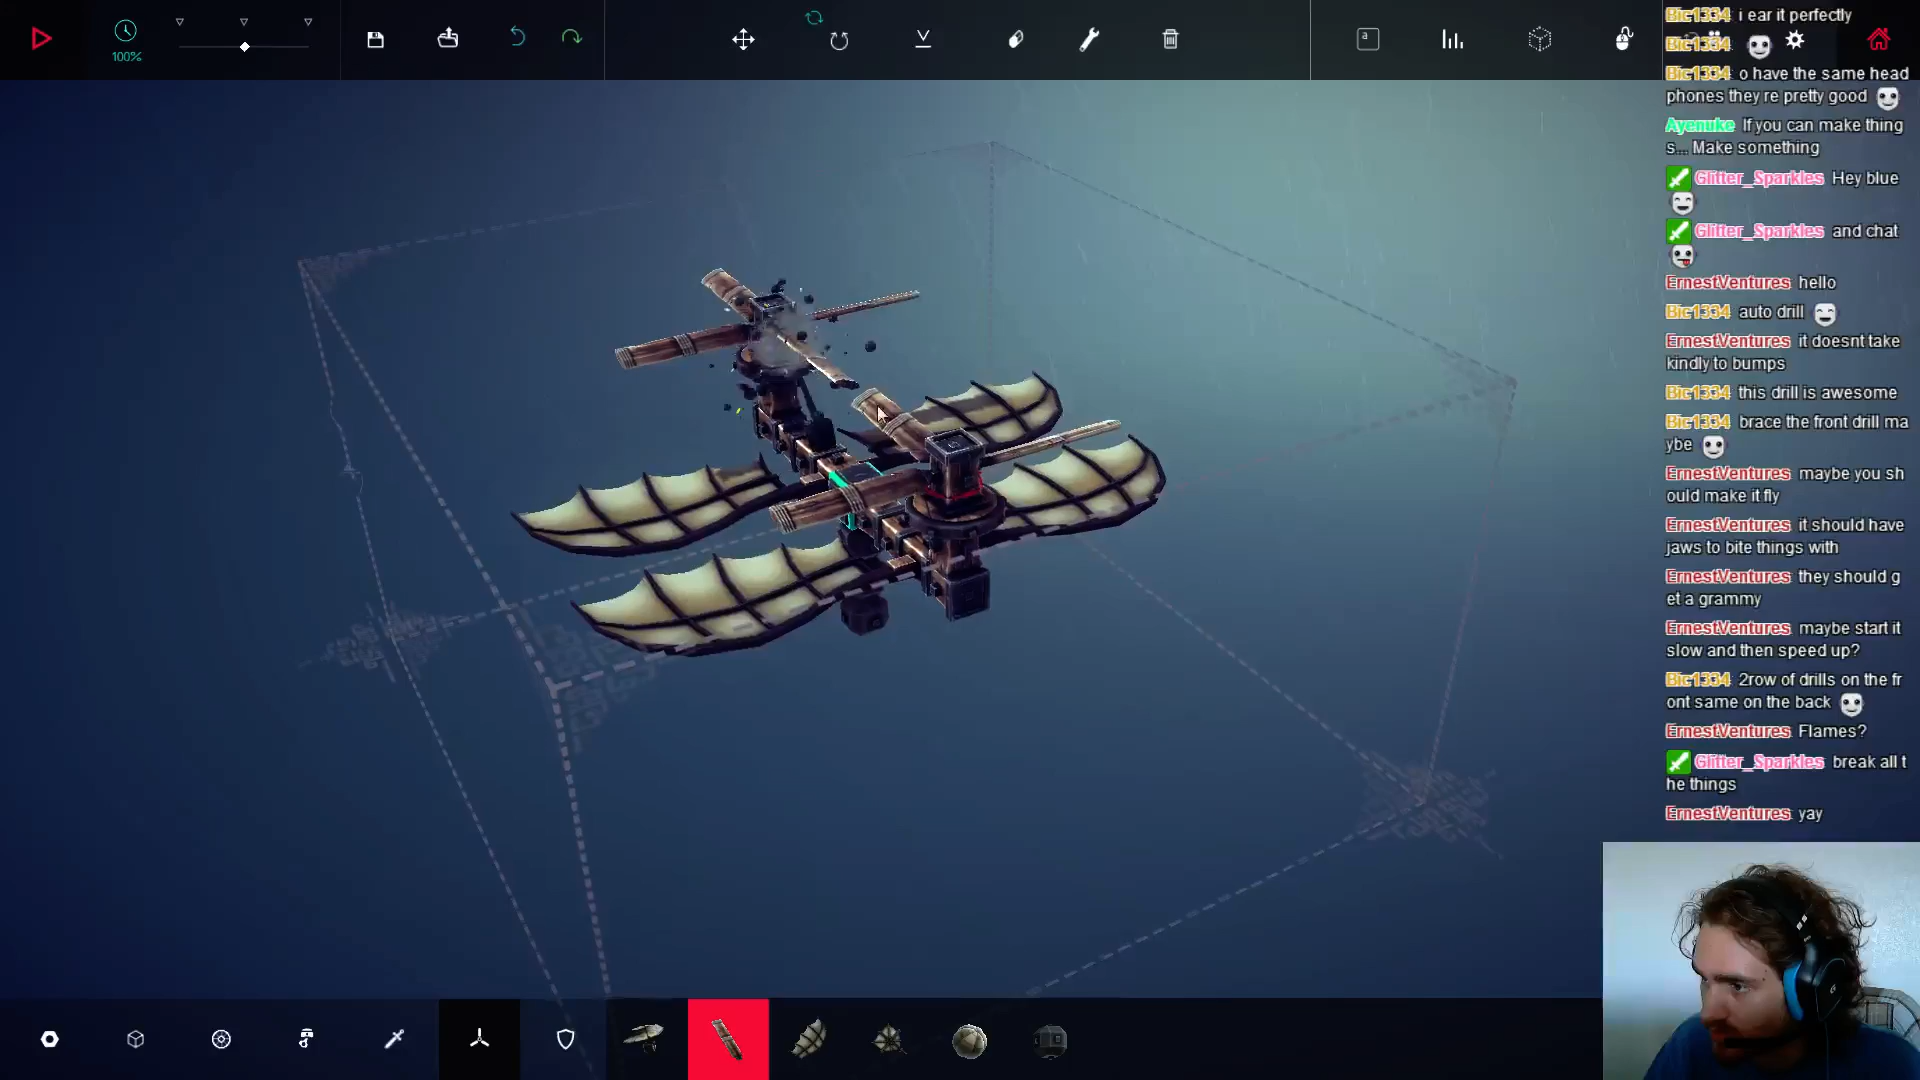 100%
a
Bic1334 i ear it perfectly
Bic1334
Bic1334 o have the same head
phones they re pretty good
Ayenuke If you can make thing
s... Make something
Glitter_Sparkles Hey blue
Glitter_Sparkles and chat
ErnestVentures hello
Bic1334 auto drill
ErnestVentures it doesnt take
kindly to bumps
Bic1334 this drill is awesome
Bic1334 brace the front drill ma
ybe
ErnestVentures maybe you sh
ould make it fly
ErnestVentures it should have
jaws to bite things with
ErnestVentures they should g
et a grammy
ErnestVentures maybe start it
slow and then speed up?
Bic1334 2row of drills on the fr
ont same on the back
ErnestVentures Flames?
Glitter_Sparkles break all t
he things
ErnestVentures yay